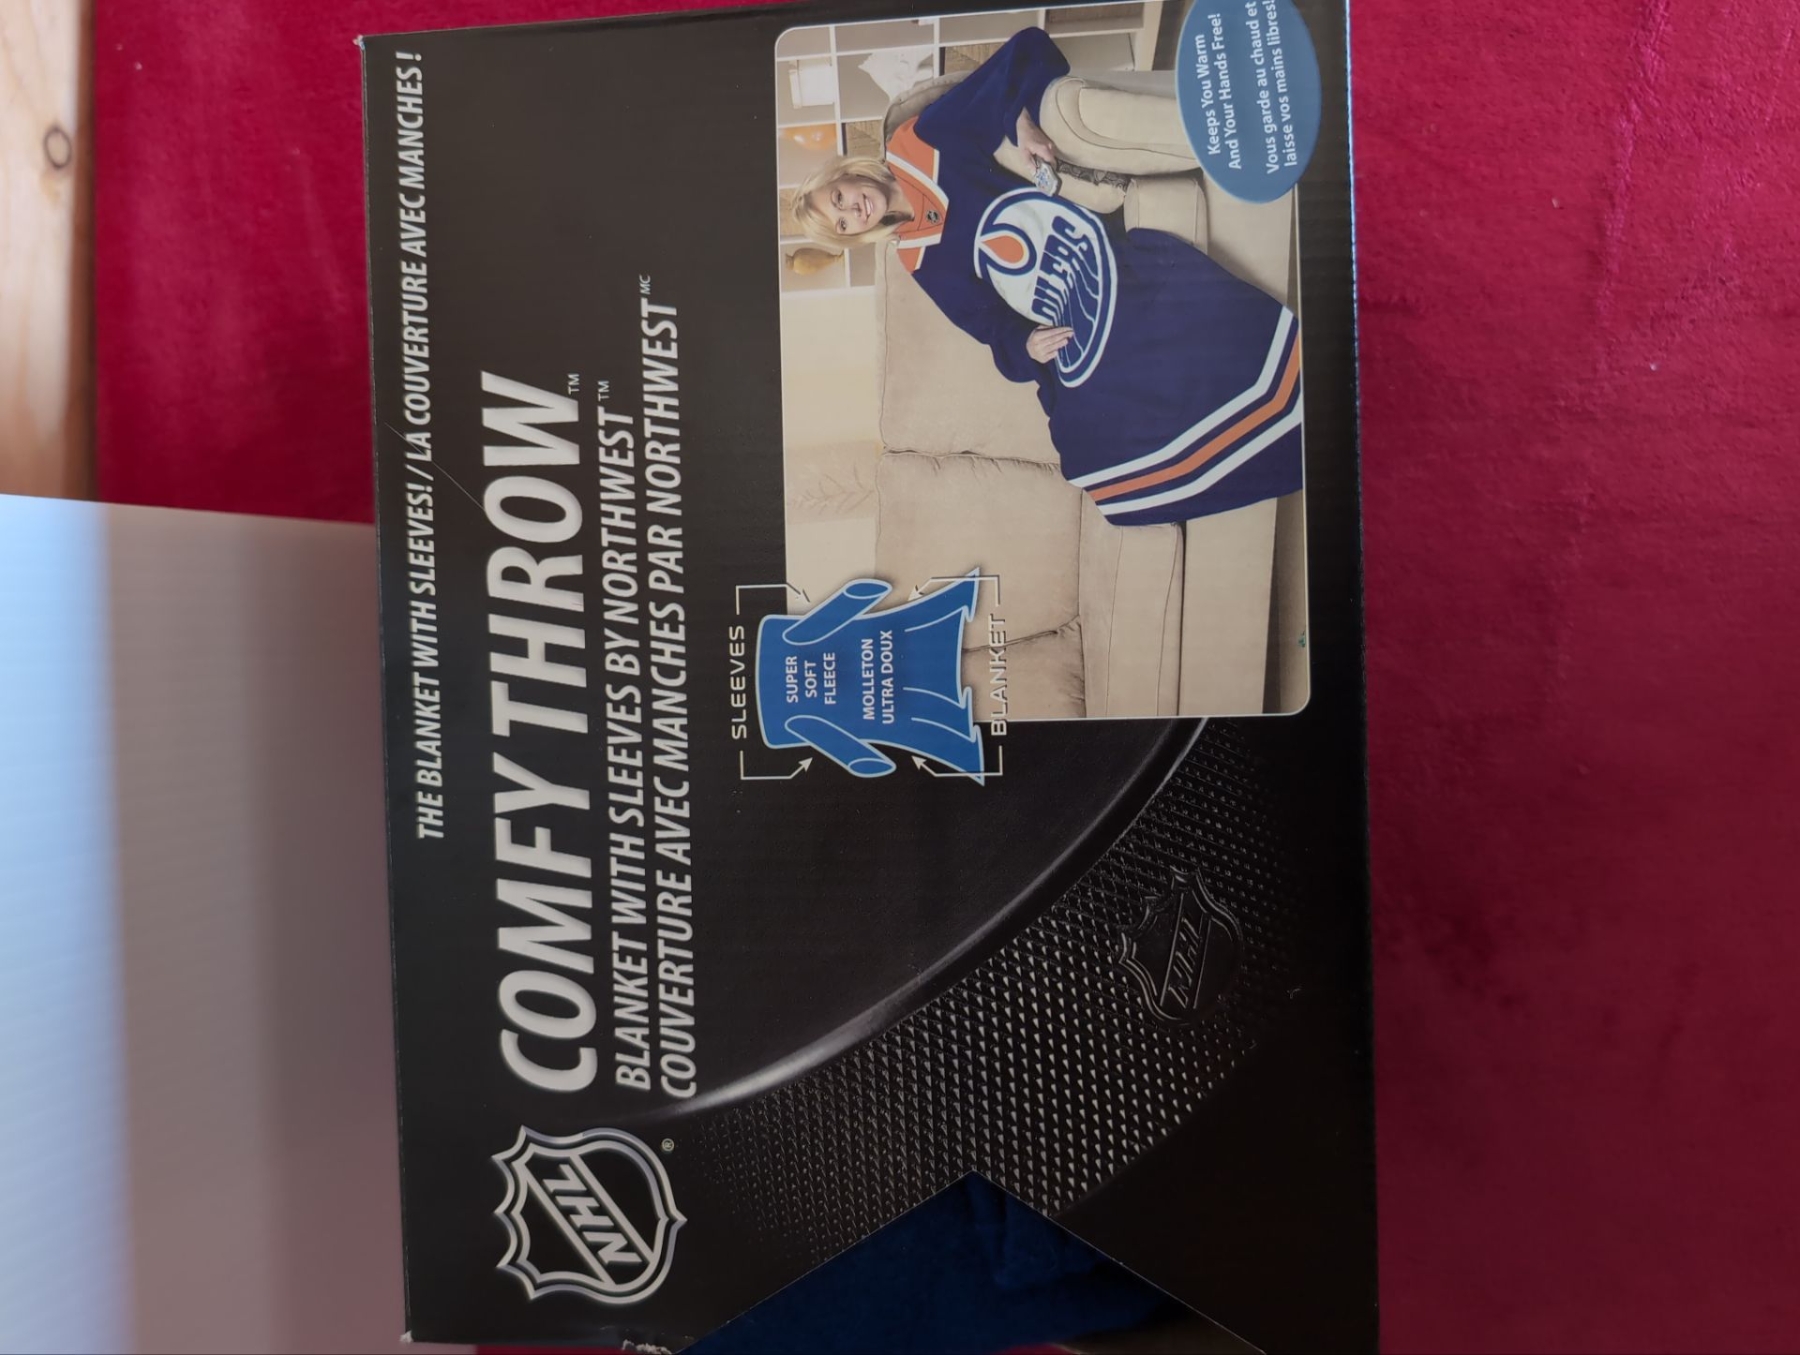 THE BLANKET WITH SLEEVES! / LA COUVERTURE AVEC MANCHES !
COMFY THROW™
BLANKET WITH SLEEVES BY NORTHWEST™
COUVERTURE AVEC MANCHES PAR NORTHWEST MC
NHL®
SLEEVES
SUPER
SOFT
FLEECE
MOLLETON
ULTRA DOUX
BLANKET
OILERS
Keeps You Warm
And Your Hands Free!
Vous garde au chaud et
laisse vos mains libres!
NHL